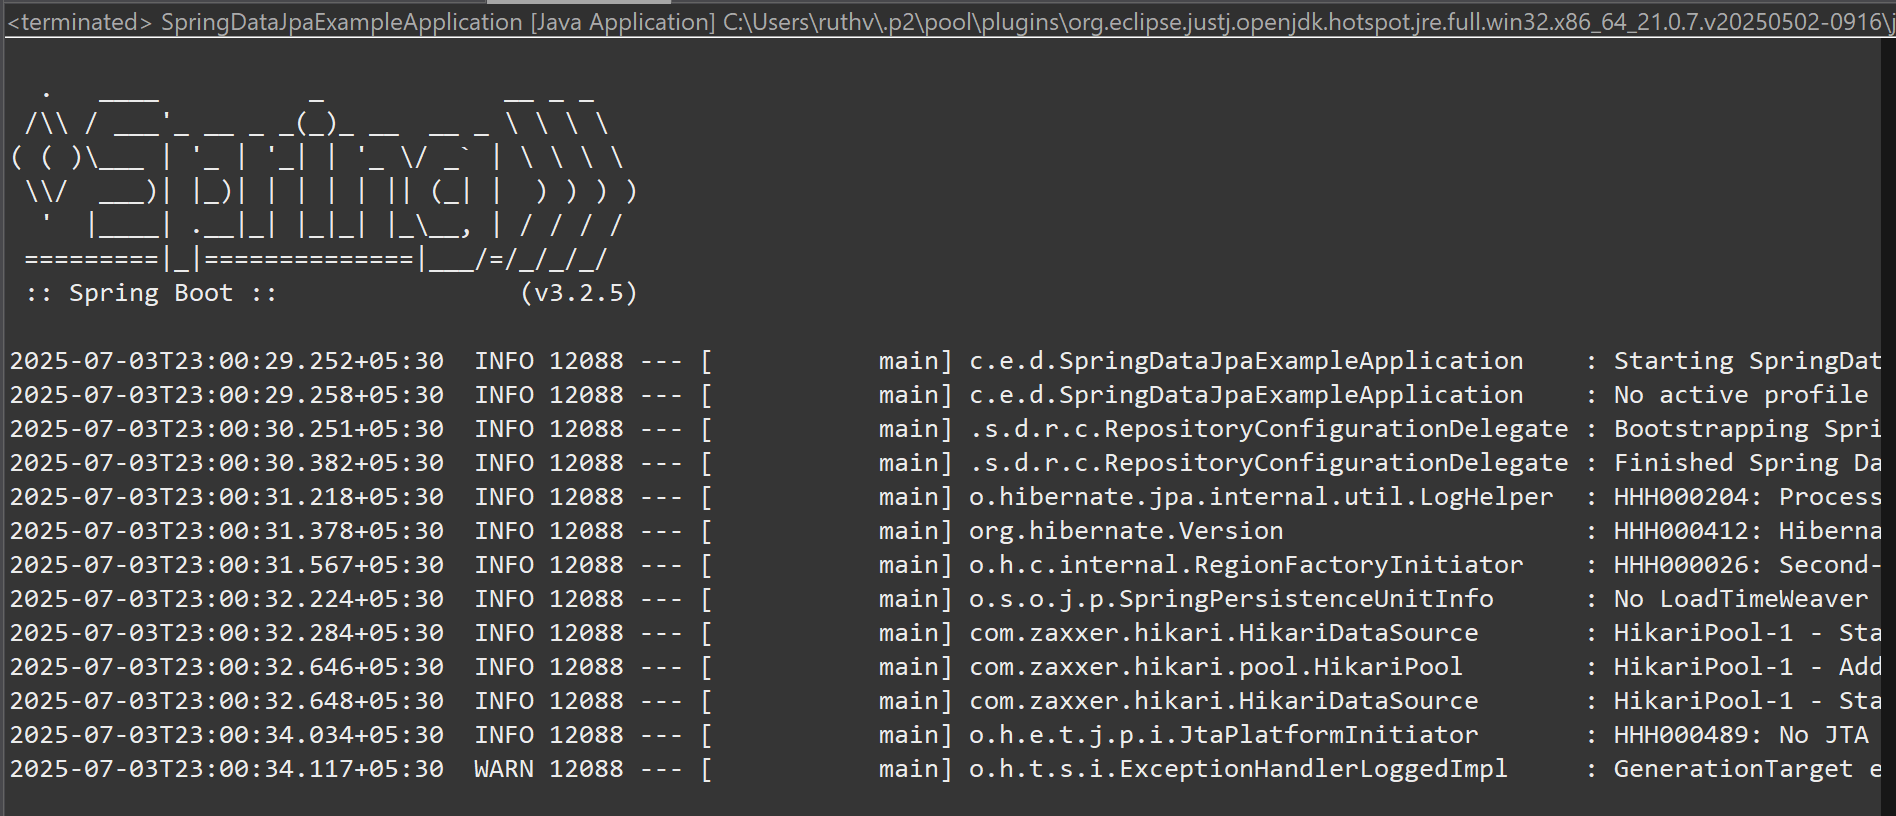 <terminated> SpringDataJpaExampleApplication [Java Application] C:\Users\ruthv\.p2\pool\plugins\org.eclipse.justj.openjdk.hotspot.jre.full.win32.x86_64_21.0.7.v20250502-0916\j
  .   ____          _            __ _ _
 /\\ / ___'_ __ _ _(_)_ __  __ _ \ \ \ \
( ( )\___ | '_ | '_| | '_ \/ _` | \ \ \ \
 \\/  ___)| |_)| | | | | || (_| |  ) ) ) )
  '  |____| .__|_| |_|_| |_\__, | / / / /
 =========|_|==============|___/=/_/_/_/
 :: Spring Boot ::                (v3.2.5)
2025-07-03T23:00:29.252+05:30  INFO 12088 --- [           main] c.e.d.SpringDataJpaExampleApplication    : Starting SpringDat
2025-07-03T23:00:29.258+05:30  INFO 12088 --- [           main] c.e.d.SpringDataJpaExampleApplication    : No active profile
2025-07-03T23:00:30.251+05:30  INFO 12088 --- [           main] .s.d.r.c.RepositoryConfigurationDelegate : Bootstrapping Spri
2025-07-03T23:00:30.382+05:30  INFO 12088 --- [           main] .s.d.r.c.RepositoryConfigurationDelegate : Finished Spring Da
2025-07-03T23:00:31.218+05:30  INFO 12088 --- [           main] o.hibernate.jpa.internal.util.LogHelper  : HHH000204: Process
2025-07-03T23:00:31.378+05:30  INFO 12088 --- [           main] org.hibernate.Version                    : HHH000412: Hiberna
2025-07-03T23:00:31.567+05:30  INFO 12088 --- [           main] o.h.c.internal.RegionFactoryInitiator    : HHH000026: Second-
2025-07-03T23:00:32.224+05:30  INFO 12088 --- [           main] o.s.o.j.p.SpringPersistenceUnitInfo      : No LoadTimeWeaver
2025-07-03T23:00:32.284+05:30  INFO 12088 --- [           main] com.zaxxer.hikari.HikariDataSource       : HikariPool-1 - Sta
2025-07-03T23:00:32.646+05:30  INFO 12088 --- [           main] com.zaxxer.hikari.pool.HikariPool        : HikariPool-1 - Add
2025-07-03T23:00:32.648+05:30  INFO 12088 --- [           main] com.zaxxer.hikari.HikariDataSource       : HikariPool-1 - Sta
2025-07-03T23:00:34.034+05:30  INFO 12088 --- [           main] o.h.e.t.j.p.i.JtaPlatformInitiator       : HHH000489: No JTA
2025-07-03T23:00:34.117+05:30  WARN 12088 --- [           main] o.h.t.s.i.ExceptionHandlerLoggedImpl     : GenerationTarget e